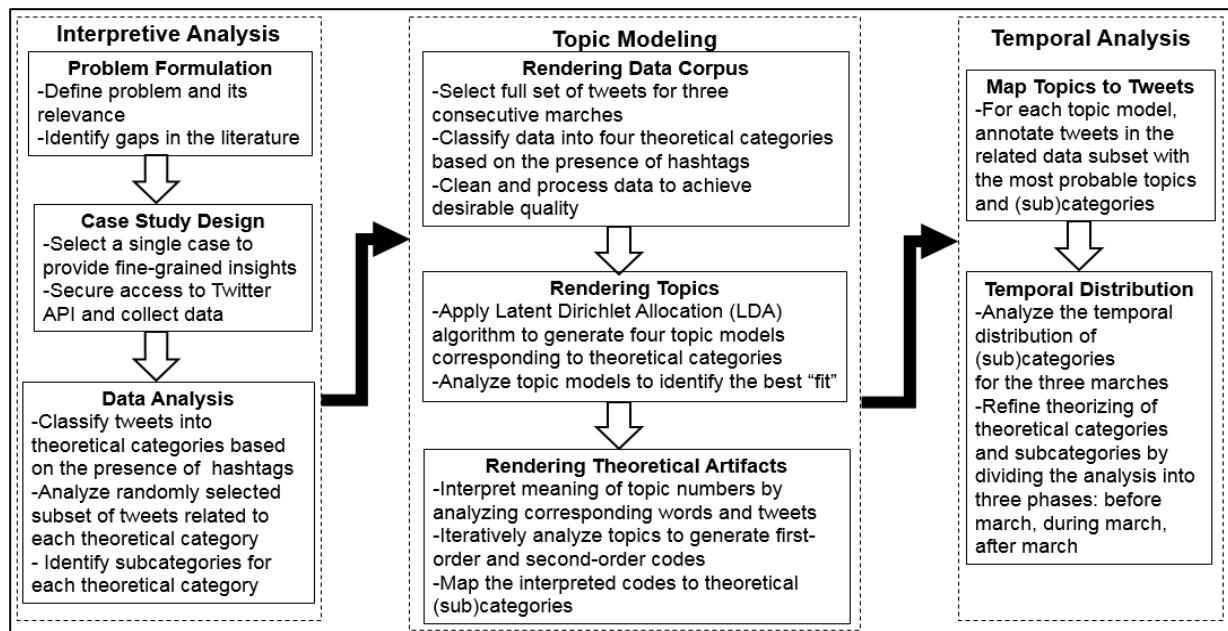 Interpretive Analysis
Problem Formulation
-Define problem and its
relevance
-Identify gaps in the literature
Case Study Design
-Select a single case to
provide fine-grained insights
-Secure access to Twitter
API and collect data
Data Analysis
-Classify tweets into
theoretical categories based
on the presence of hashtags
-Analyze randomly selected
subset of tweets related to
each theoretical category
- Identify subcategories for
each theoretical category
Topic Modeling
Rendering Data Corpus
-Select full set of tweets for three
consecutive marches
-Classify data into four theoretical categories
based on the presence of hashtags
-Clean and process data to achieve
desirable quality
Rendering Topics
-Apply Latent Dirichlet Allocation (LDA)
algorithm to generate four topic models
corresponding to theoretical categories
-Analyze topic models to identify the best “fit”
Rendering Theoretical Artifacts
-Interpret meaning of topic numbers by
analyzing corresponding words and tweets
-Iteratively analyze topics to generate first-
order and second-order codes
-Map the interpreted codes to theoretical
(sub)categories
Temporal Analysis
Map Topics to Tweets
-For each topic model,
annotate tweets in the
related data subset with
the most probable topics
and (sub)categories
Temporal Distribution
-Analyze the temporal
distribution of
(sub)categories
for the three marches
-Refine theorizing of
theoretical categories
and subcategories by
dividing the analysis into
three phases: before
march, during march,
after march